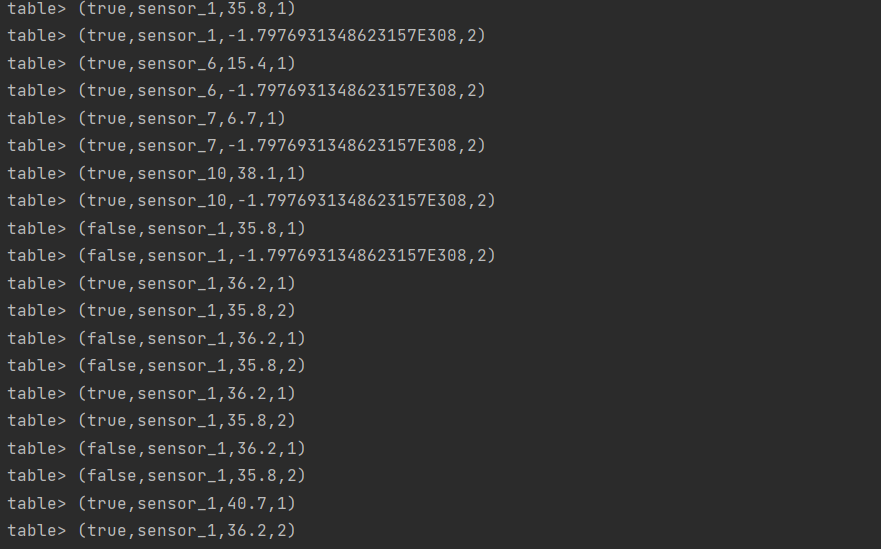 table> (true,sensor_1,35.8,1)
table> (true,sensor_1,-1.7976931348623157E308,2)
table> (true,sensor_6,15.4,1)
table> (true,sensor_6,-1.7976931348623157E308,2)
table> (true,sensor_7,6.7,1)
table> (true,sensor_7,-1.7976931348623157E308,2)
table> (true,sensor_10,38.1,1)
table> (true,sensor_10,-1.7976931348623157E308,2)
table> (false,sensor_1,35.8,1)
table> (false,sensor_1,-1.7976931348623157E308,2)
table> (true,sensor_1,36.2,1)
table> (true,sensor_1,35.8,2)
table> (false,sensor_1,36.2,1)
table> (false,sensor_1,35.8,2)
table> (true,sensor_1,36.2,1)
table> (true,sensor_1,35.8,2)
table> (false,sensor_1,36.2,1)
table> (false,sensor_1,35.8,2)
table> (true,sensor_1,40.7,1)
table> (true,sensor_1,36.2,2)